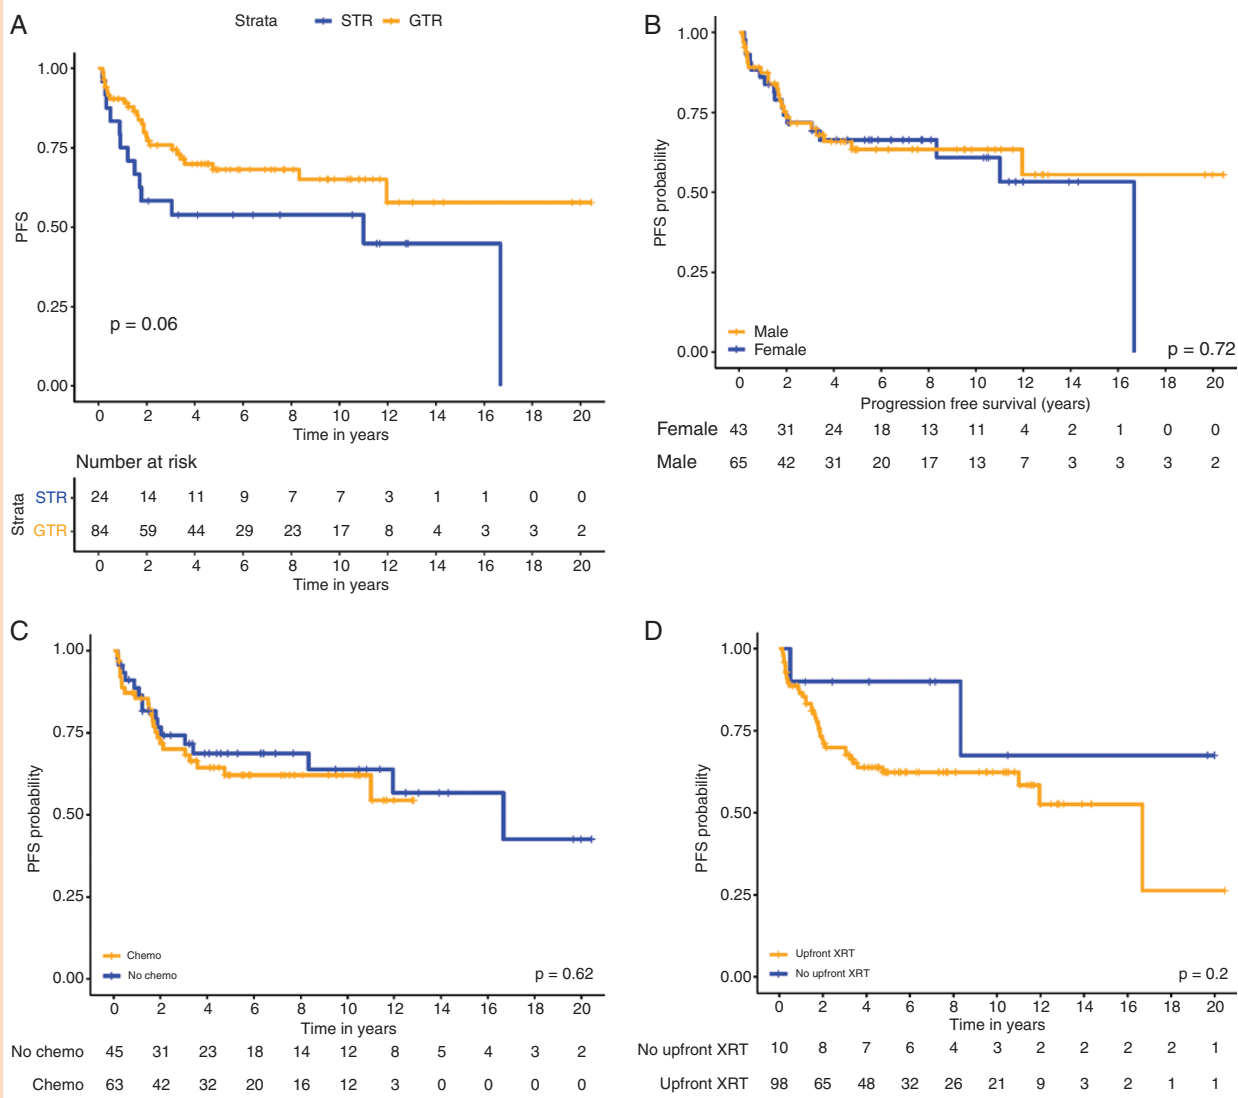 A
Strata STR GTR
1.00
0.75
0.50
0.25
0.00
PFS
p = 0.06
0 2 4 6 8 10 12 14 16 18 20
Time in years
Number at risk
Strata
STR 24 14 11 9 7 7 3 1 1 0 0
GTR 84 59 44 29 23 17 8 4 3 3 2
0 2 4 6 8 10 12 14 16 18 20
Time in years
B
1.00
0.75
0.50
0.25
0.00
PFS probability
Male
Female
p = 0.72
0 2 4 6 8 10 12 14 16 18 20
Progression free survival (years)
Female 43 31 24 18 13 11 4 2 1 0 0
Male 65 42 31 20 17 13 7 3 3 3 2
C
1.00
0.75
0.50
0.25
0.00
PFS probability
Chemo
No chemo
p = 0.62
0 2 4 6 8 10 12 14 16 18 20
Time in years
No chemo 45 31 23 18 14 12 8 5 4 3 2
Chemo 63 42 32 20 16 12 3 0 0 0 0
D
1.00
0.75
0.50
0.25
0.00
PFS probability
Upfront XRT
No upfront XRT
p = 0.2
0 2 4 6 8 10 12 14 16 18 20
Time in years
No upfront XRT 10 8 7 6 4 3 2 2 2 2 1
Upfront XRT 98 65 48 32 26 21 9 3 2 1 1